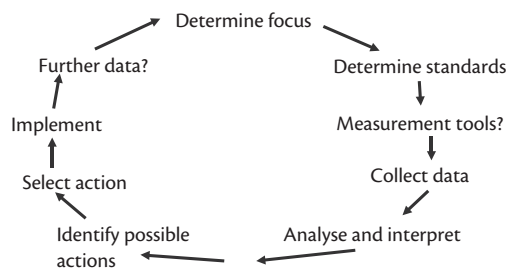 Determine focus
Further data?
Determine standards
Implement
Measurement tools?
Select action
Collect data
Identify possible
actions
Analyse and interpret